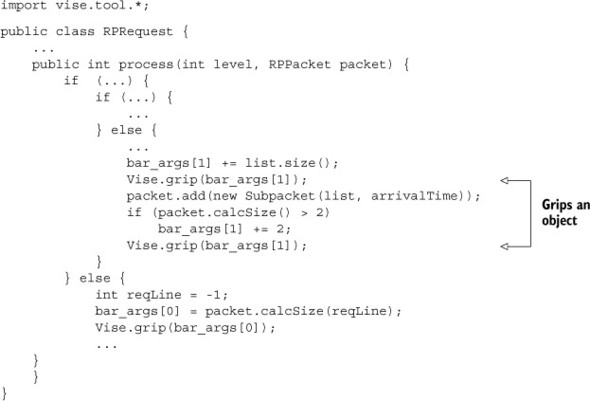 import vise.tool.*;
public class RPRequest {
    ...
    public int process(int level, RPPacket packet) {
        if  (...) {
            if (...) {
                ...
            } else {
                ...
                bar_args[1] += list.size();
                Vise.grip(bar_args[1]);
                packet.add(new Subpacket(list, arrivalTime));
                if (packet.calcSize() > 2)
                    bar_args[1] += 2;
                Vise.grip(bar_args[1]);
            }
        } else {
            int reqLine = -1;
            bar_args[0] = packet.calcSize(reqLine);
            Vise.grip(bar_args[0]);
            ...
    }
    }
}
Grips an
object